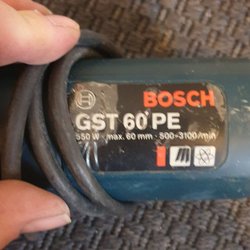 BOSCH
GST 60 PE
550 W - max. 60 mm - 500-3100/min